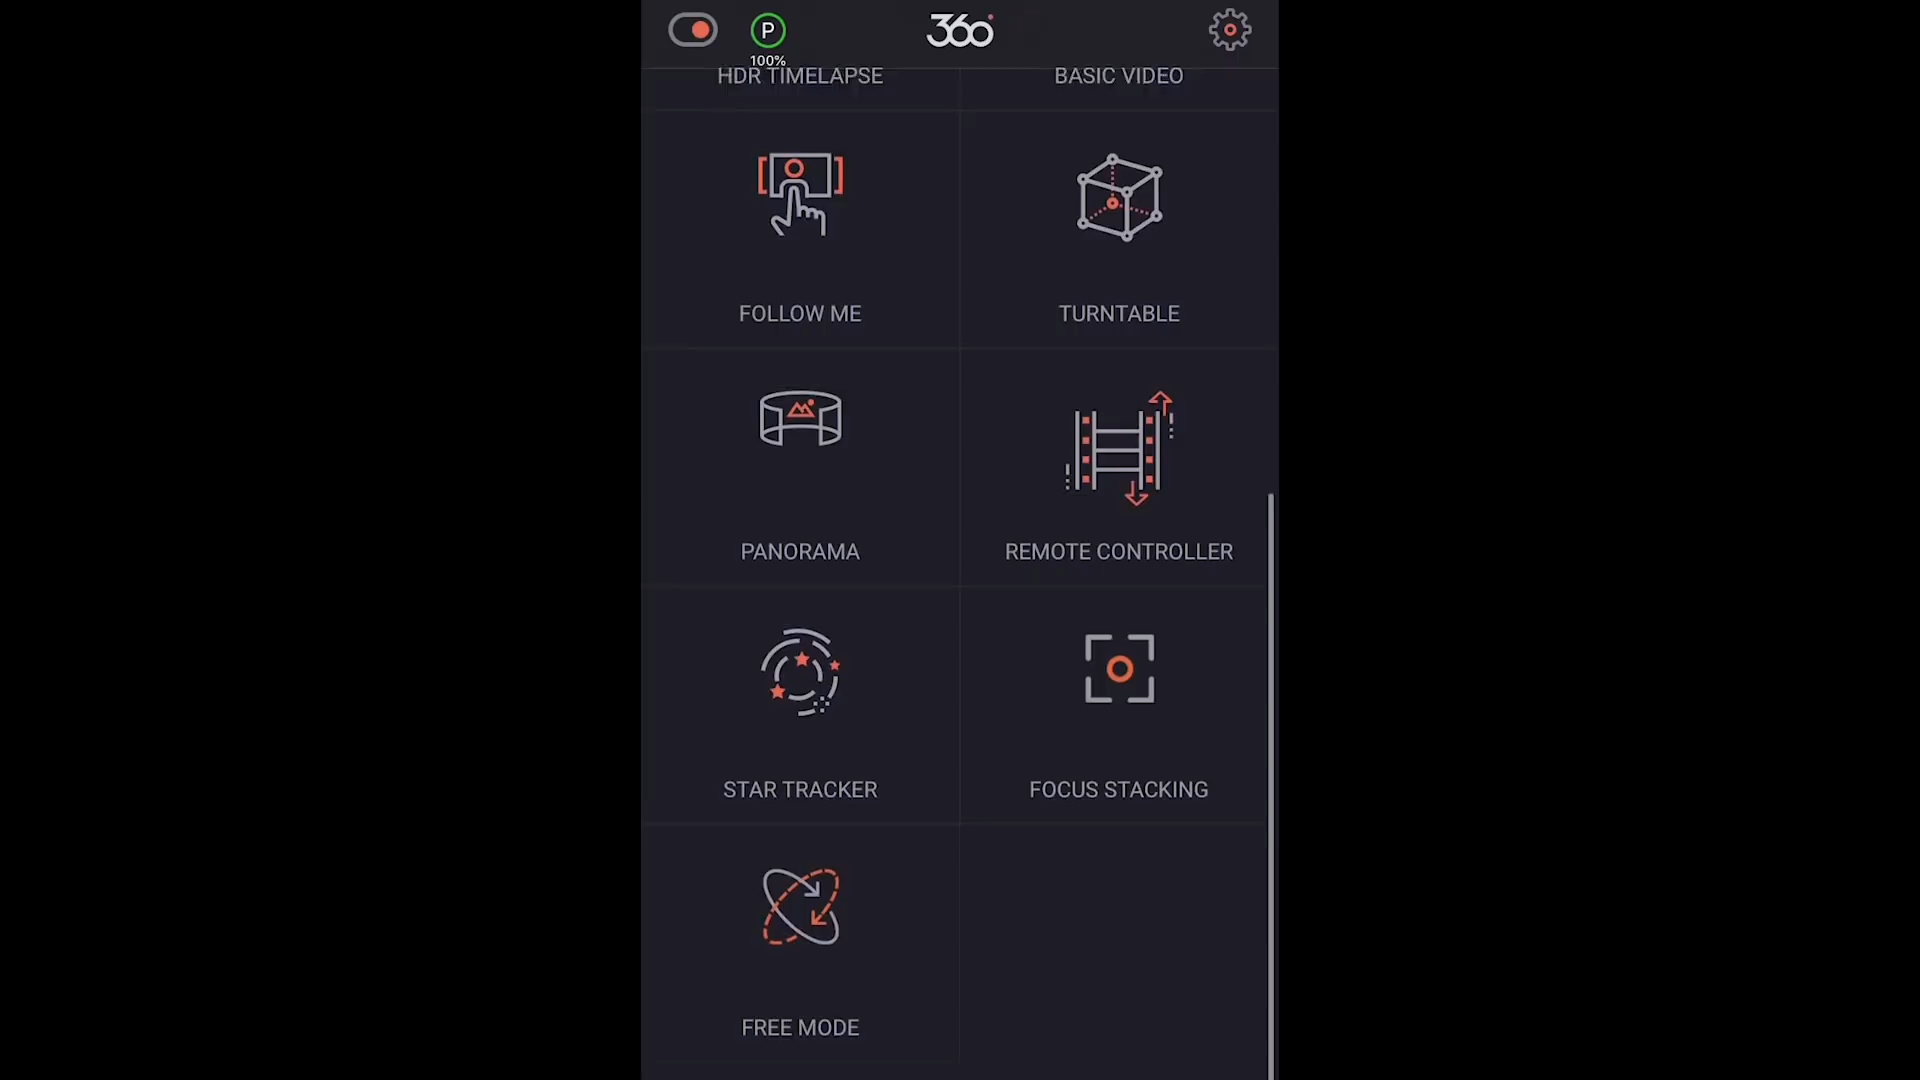 P
100%
360
HDR TIMELAPSE
BASIC VIDEO
FOLLOW ME
TURNTABLE
PANORAMA
REMOTE CONTROLLER
STAR TRACKER
FOCUS STACKING
FREE MODE